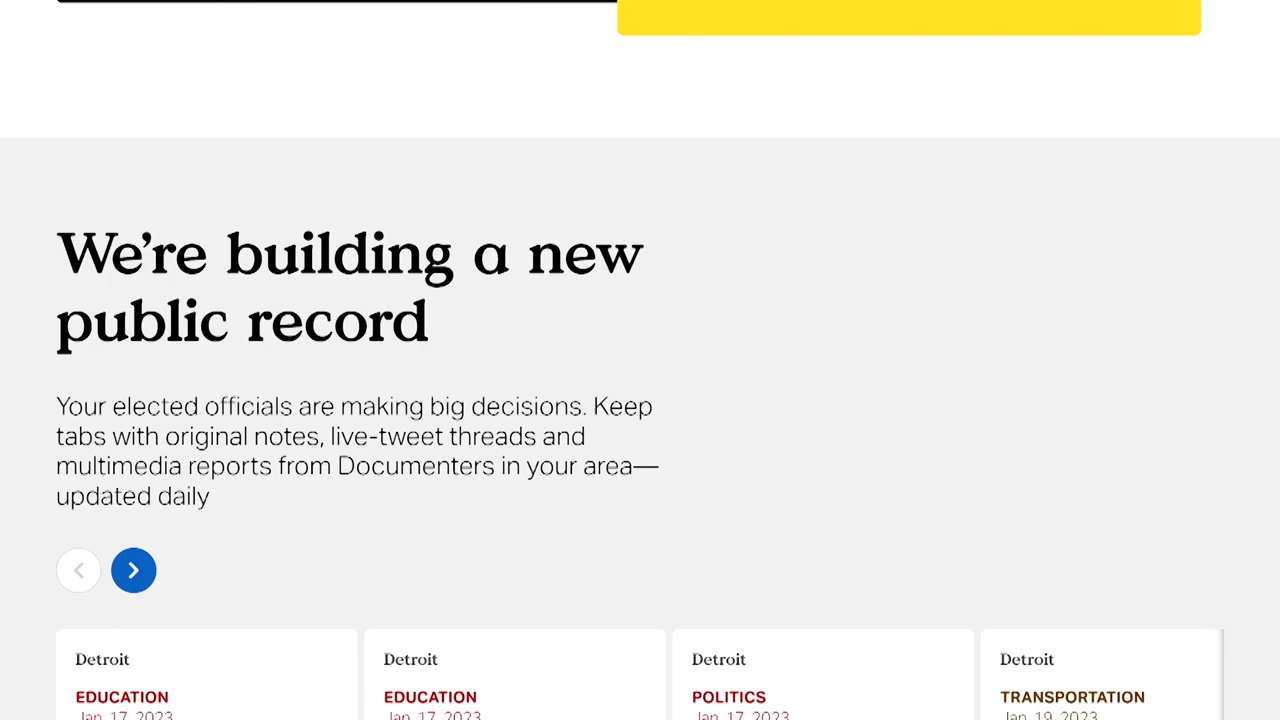 We’re building a new
public record
Your elected officials are making big decisions. Keep
tabs with original notes, live-tweet threads and
multimedia reports from Documenters in your area—
updated daily
Detroit
EDUCATION
Jan. 17, 2023
Detroit
EDUCATION
Jan. 17, 2023
Detroit
POLITICS
Jan. 17, 2023
Detroit
TRANSPORTATION
Jan. 19, 2023